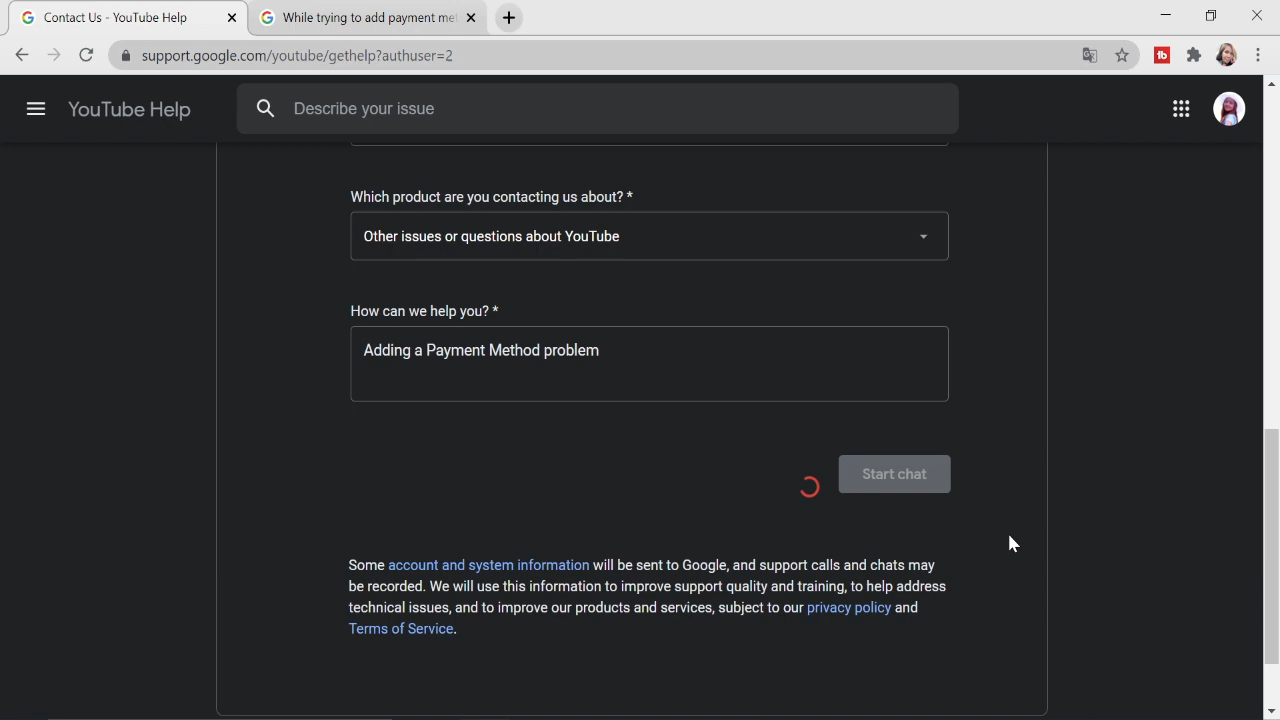 Contact Us - YouTube Help
While trying to add payment me
support.google.com/youtube/gethelp?authuser=2
YouTube Help
Describe your issue
Which product are you contacting us about? *
Other issues or questions about YouTube
How can we help you? *
Adding a Payment Method problem
Start chat
Some account and system information will be sent to Google, and support calls and chats may
be recorded. We will use this information to improve support quality and training, to help address
technical issues, and to improve our products and services, subject to our privacy policy and
Terms of Service.